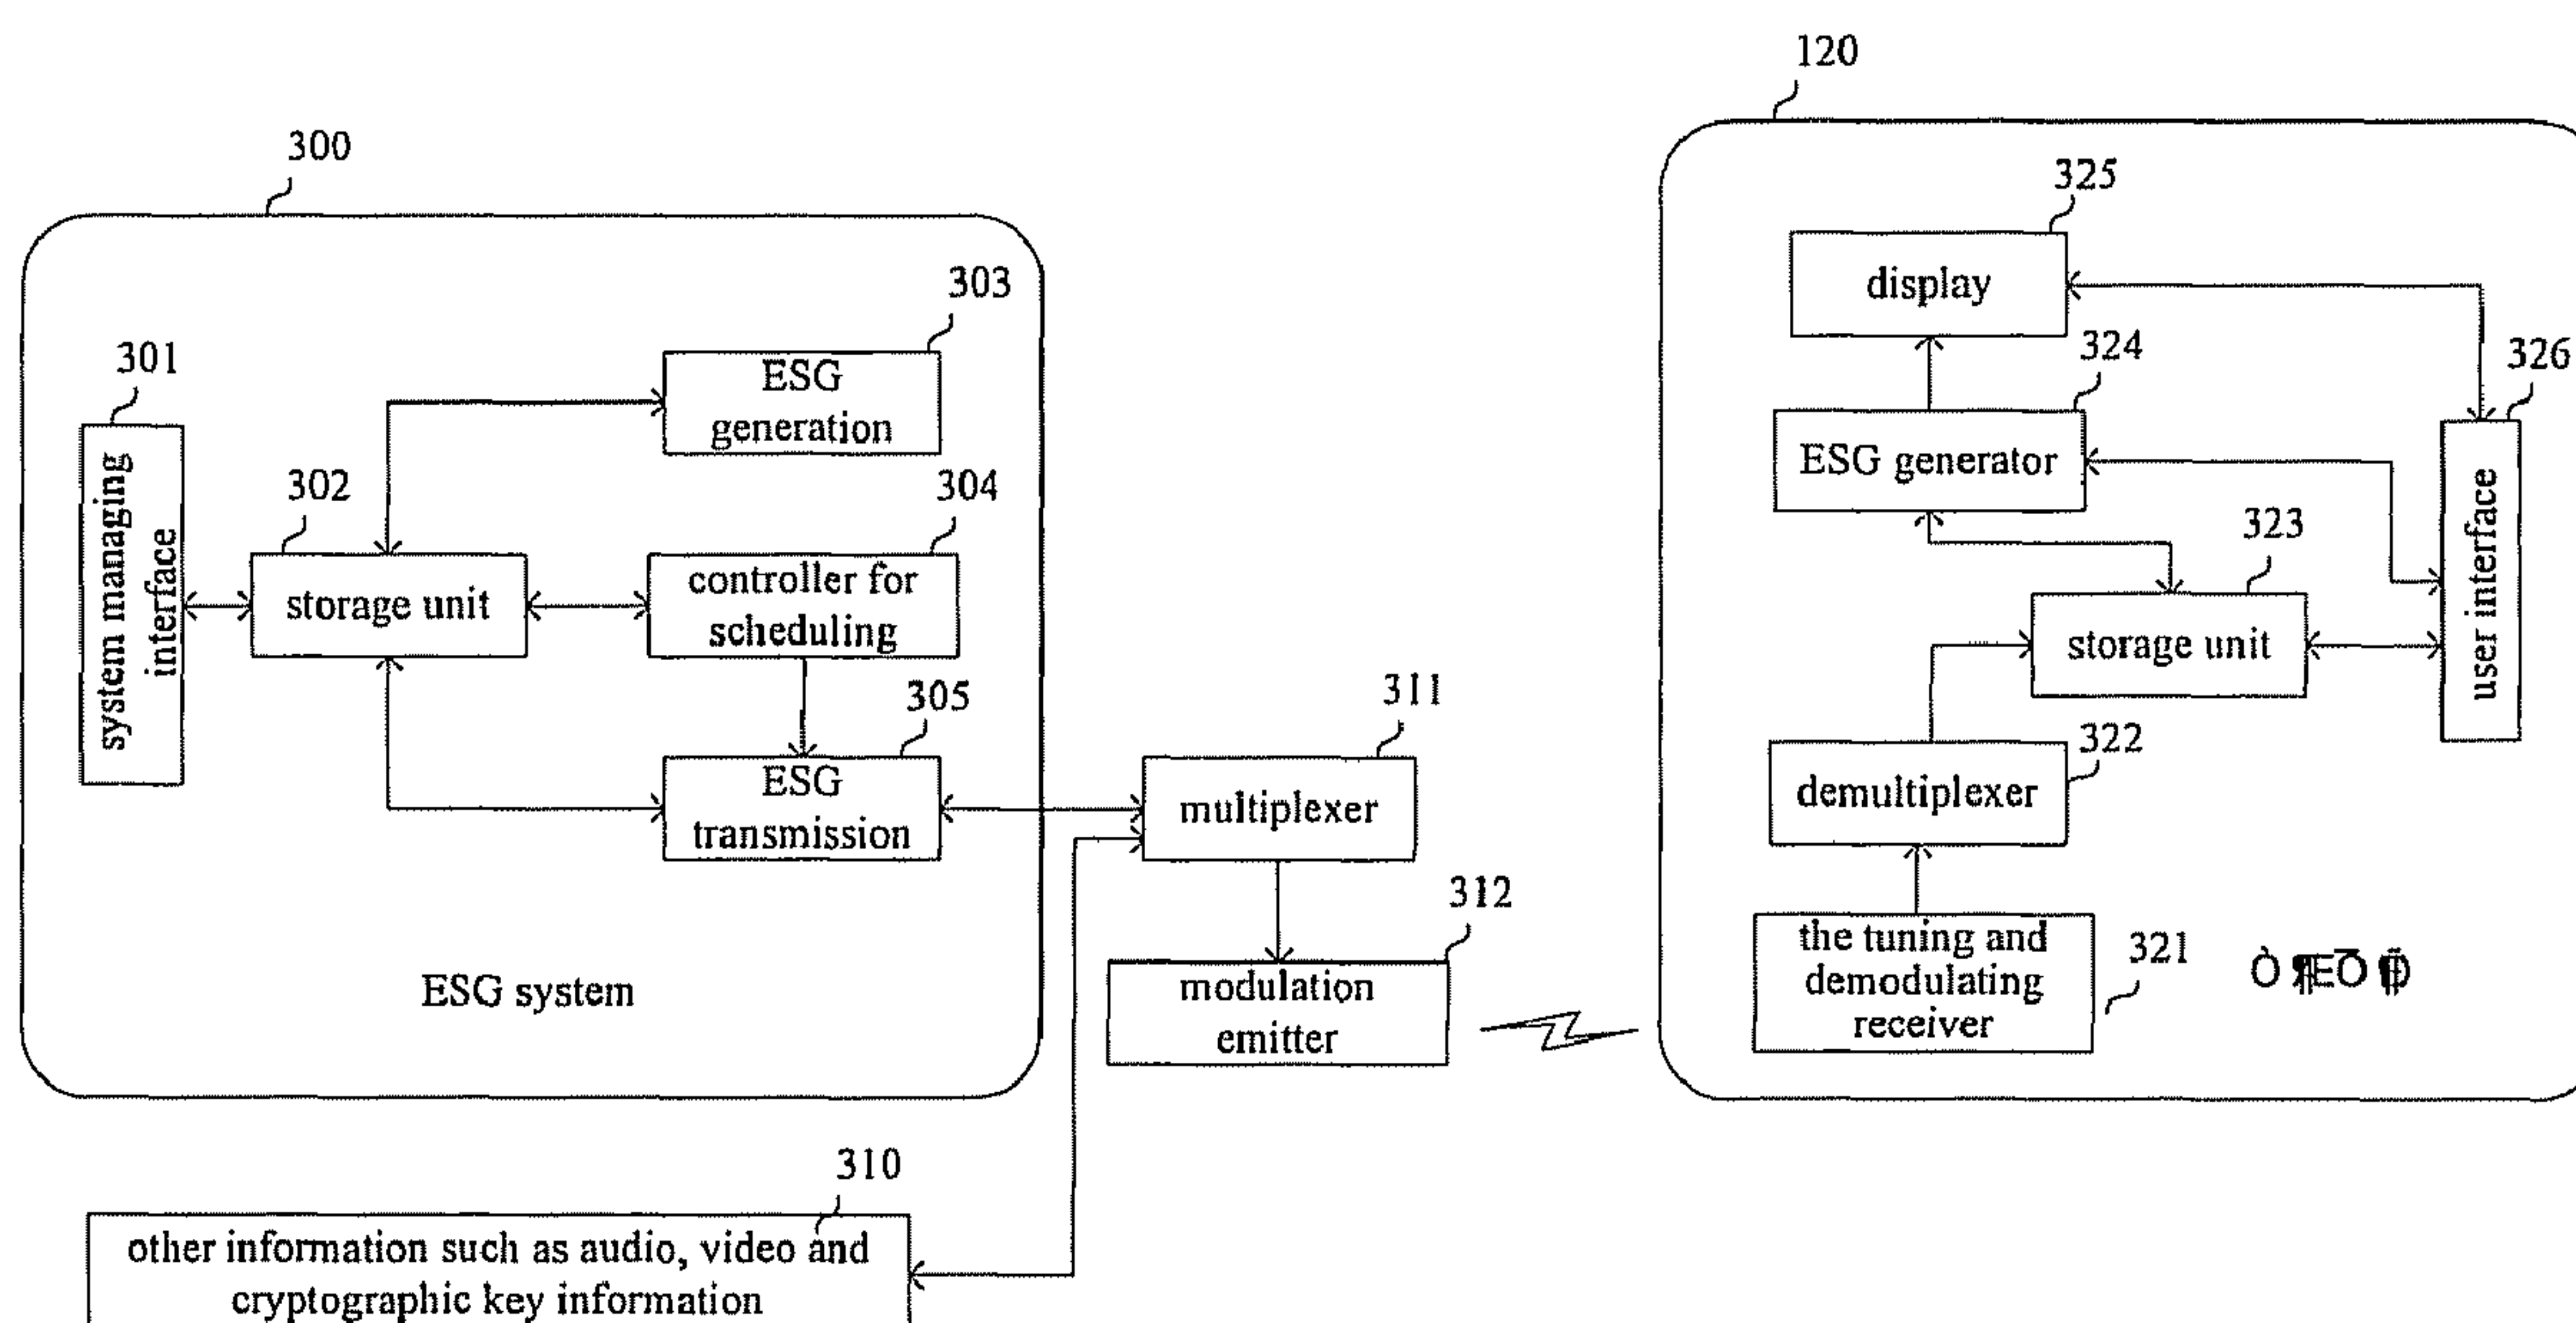 120
300
325
display
303
324
326
301
ESG
generation
ESG generator
302
304
323
system managing
interface
storage unit
controller for
scheduling
user interface
storage unit
305
311
322
ESG
transmission
multiplexer
demultiplexer
312
321
ESG system
modulation
emitter
the tuning and
demodulating
receiver
310
other information such as audio, video and
cryptographic key information